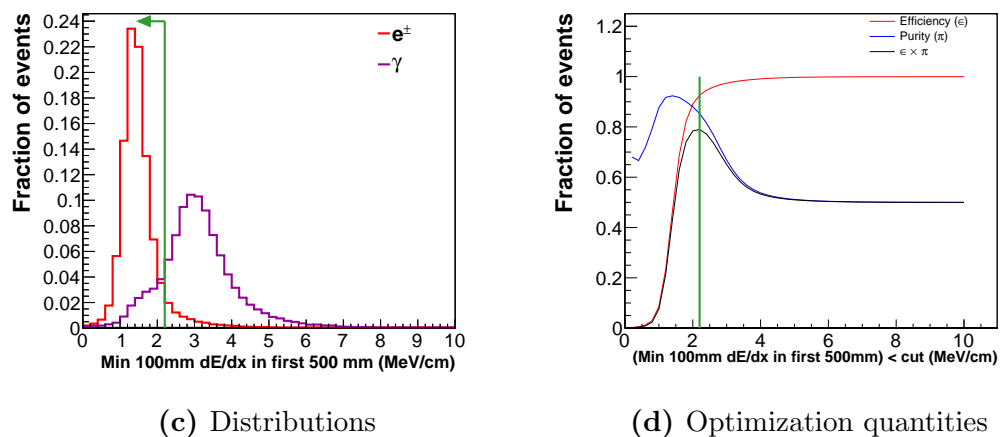 Fraction of events
0.24
0.22
0.2
0.18
0.16
0.14
0.12
0.1
0.08
0.06
0.04
0.02
0
e±
γ
0 1 2 3 4 5 6 7 8 9 10
Min 100mm dE/dx in first 500 mm (MeV/cm)
(c) Distributions
Fraction of events
1.2
1
0.8
0.6
0.4
0.2
0
Efficiency (ϵ)
Purity (π)
ϵ × π
0 2 4 6 8 10
(Min 100mm dE/dx in first 500mm) < cut (MeV/cm)
(d) Optimization quantities